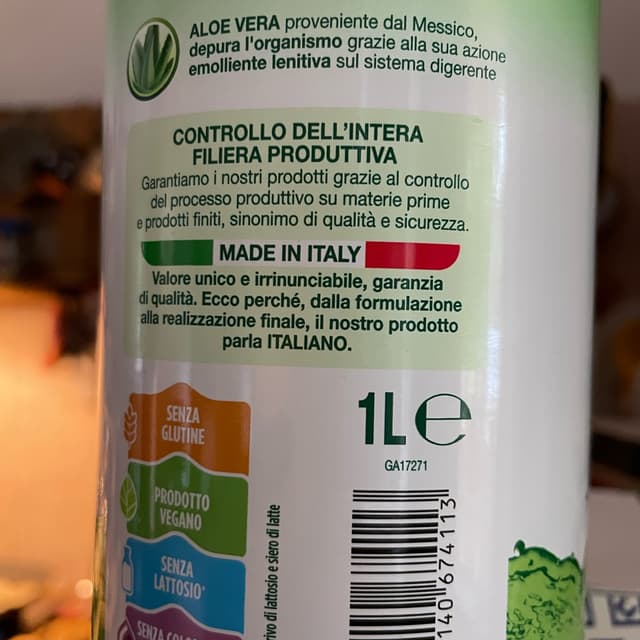 ALOE VERA proveniente dal Messico,
depura l'organismo grazie alla sua azione
emolliente lenitiva sul sistema digerente
CONTROLLO DELL'INTERA
FILIERA PRODUTTIVA
Garantiamo i nostri prodotti grazie al controllo
del processo produttivo su materie prime
e prodotti finiti, sinonimo di qualità e sicurezza.
MADE IN ITALY
Valore unico e irrinunciabile, garanzia
di qualità. Ecco perché, dalla formulazione
alla realizzazione finale, il nostro prodotto
parla ITALIANO.
SENZA
GLUTINE
PRODOTTO
VEGANO
SENZA
LATTOSIO*
SENZA
di lattosio e siero di latte
1L e
GA17271
140674113